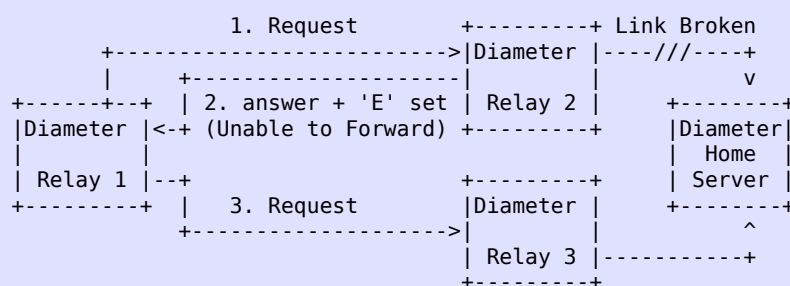 1. Request +---------+ Link Broken
+-------------------------->|Diameter |----///----+
| +---------------------| | v
+------+--+ | 2. answer + 'E' set | Relay 2 | +--------+
|Diameter |<-+ (Unable to Forward) +---------+ |Diameter|
| | | Home |
| Relay 1 |--+ +---------+ | Server |
+---------+ | 3. Request |Diameter | +--------+
+-------------------->| | ^
| Relay 3 |-----------+
+---------+